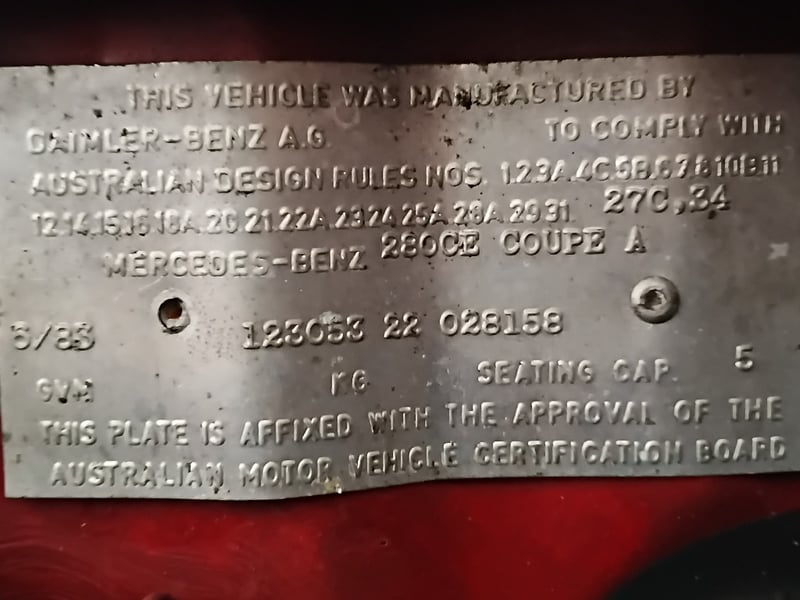 THIS VEHICLE WAS MANUFACTURED BY
DAIMLER-BENZ A.G. TO COMPLY WITH
AUSTRALIAN DESIGN RULES NOS. 1.2.3A.4C.5B.6.7.8.10B.11
12.14.15.16.18A.20.21.22A.23.24.25A.26A.29.31. 27C,34
MERCEDES-BENZ 280CE COUPE A
6/83 123053 22 028158
GVM KG SEATING CAP. 5
THIS PLATE IS AFFIXED WITH THE APPROVAL OF THE
AUSTRALIAN MOTOR VEHICLE CERTIFICATION BOARD